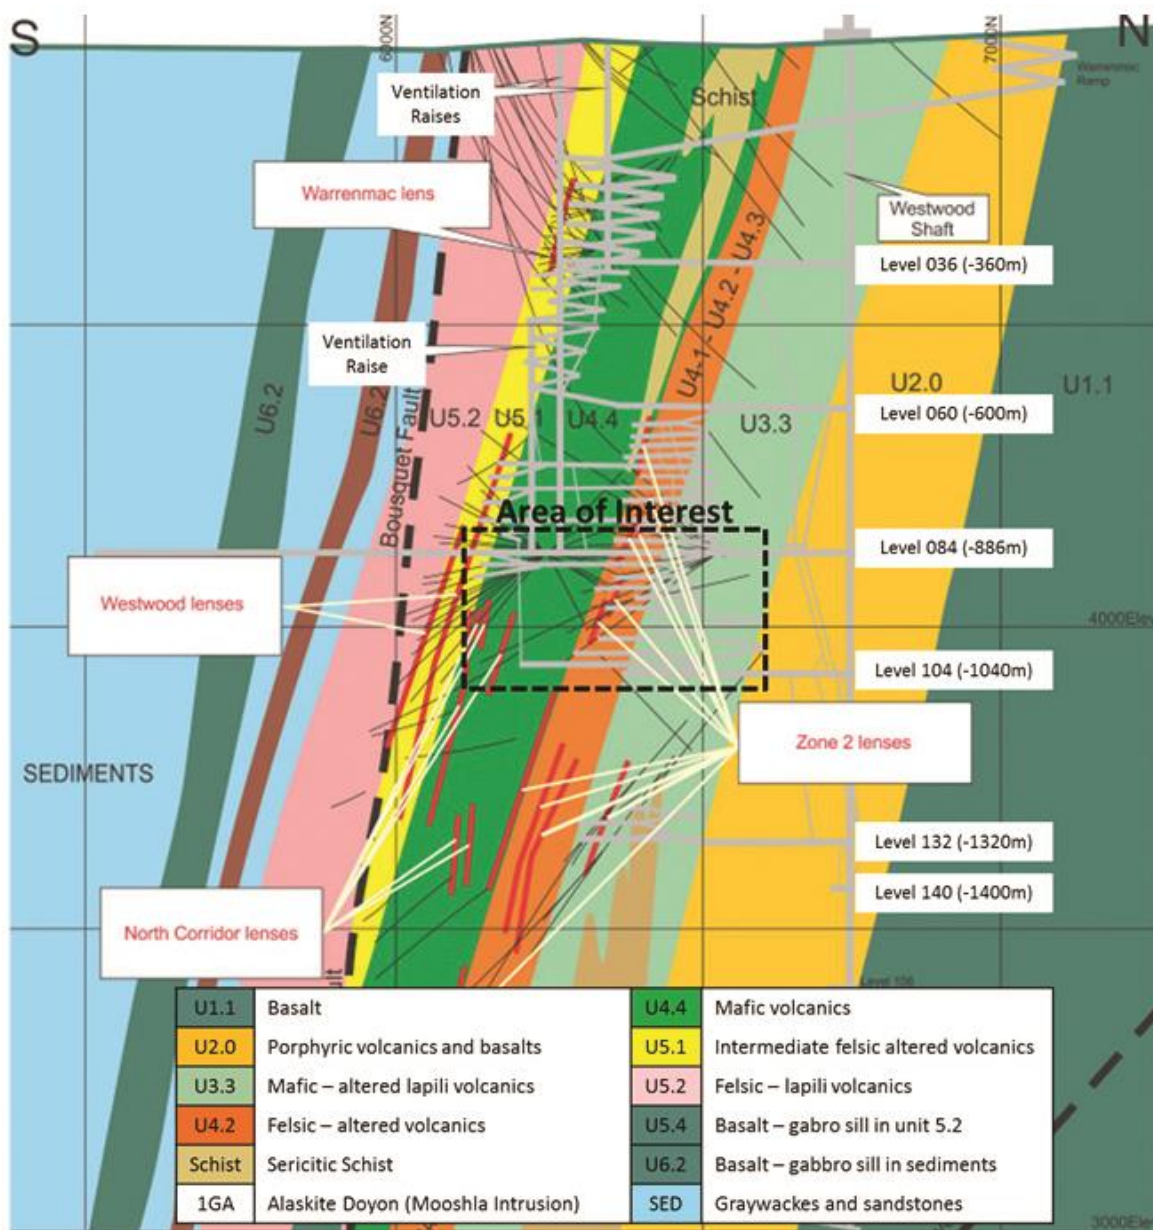 S
N
6000N
7000N
Ventilation
Raises
Schist
Warrenmac
Ramp
Warrenmac lens
Westwood
Shaft
Level 036 (-360m)
U4-1 - U4.2 - U4.3
Ventilation
Raise
U6.2
U6.2
Bousquet Fault
U5.2
U5.1
U4.4
U3.3
U2.0
U1.1
Level 060 (-600m)
Area of Interest
Level 084 (-886m)
Westwood lenses
4000Elev
Level 104 (-1040m)
Zone 2 lenses
SEDIMENTS
Level 132 (-1320m)
Level 140 (-1400m)
North Corridor lenses
ult
U1.1 Basalt
U2.0 Porphyric volcanics and basalts
U3.3 Mafic – altered lapili volcanics
U4.2 Felsic – altered volcanics
Schist Sericitic Schist
1GA Alaskite Doyon (Mooshla Intrusion)
U4.4 Mafic volcanics
U5.1 Intermediate felsic altered volcanics
U5.2 Felsic – lapili volcanics
U5.4 Basalt – gabro sill in unit 5.2
U6.2 Basalt – gabbro sill in sediments
SED Graywackes and sandstones
3000Elev